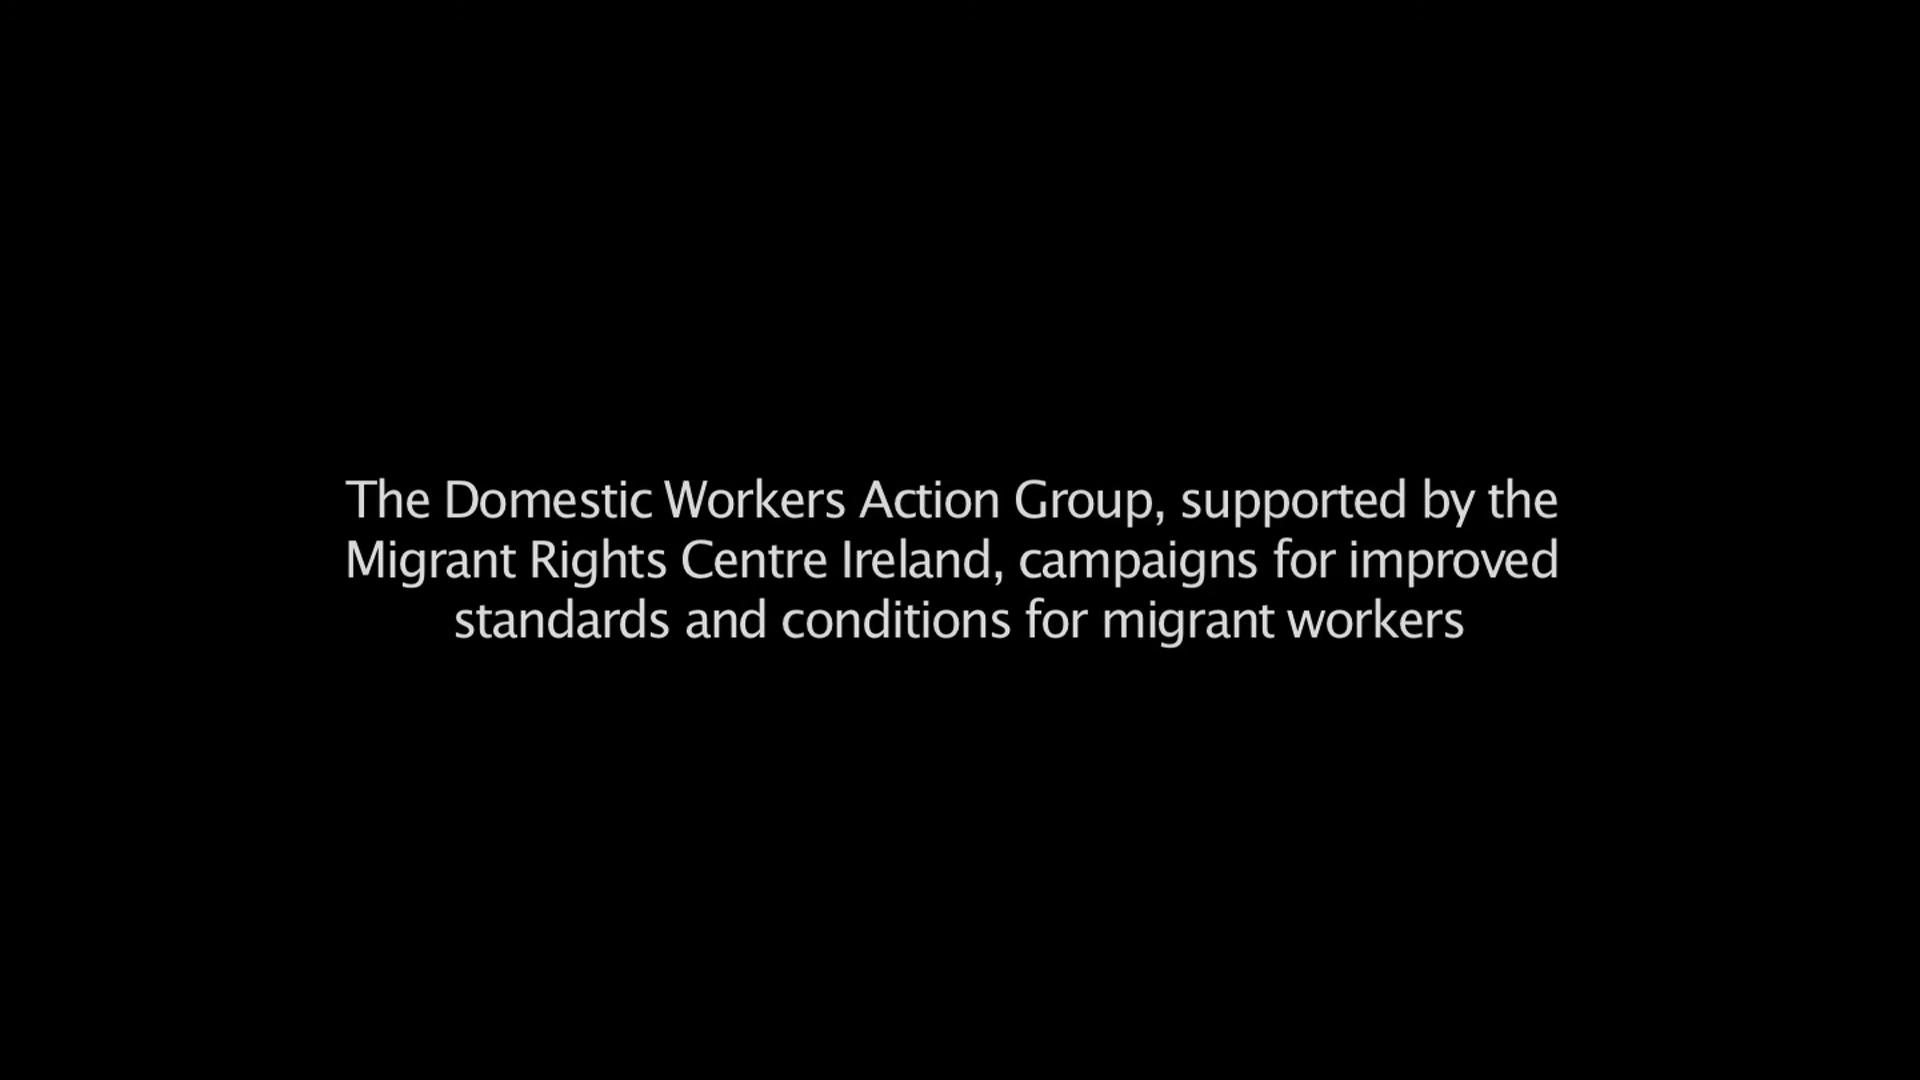 The Domestic Workers Action Group, supported by the
Migrant Rights Centre Ireland, campaigns for improved
standards and conditions for migrant workers